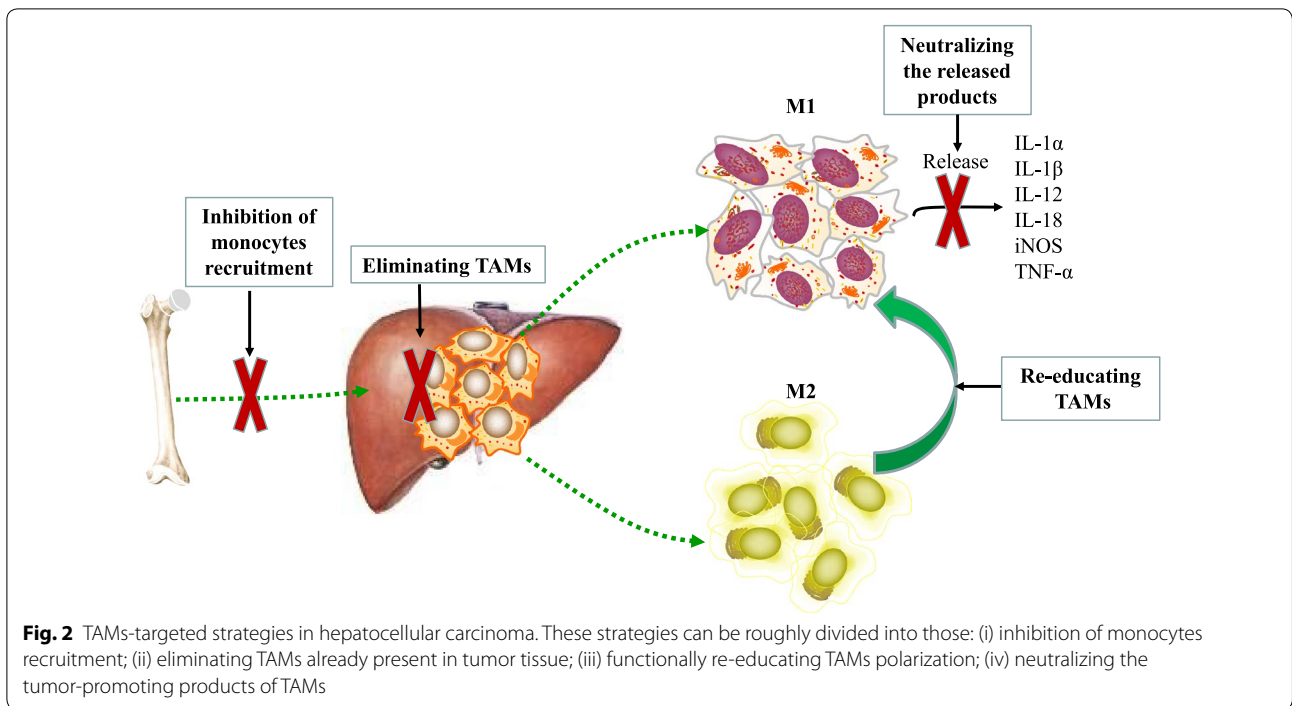 Neutralizing
the released
products
M1
Release
IL-1α
IL-1β
IL-12
IL-18
iNOS
TNF-α
Inhibition of
monocytes
recruitment
Eliminating TAMs
Re-educating
TAMs
M2
Fig. 2 TAMs-targeted strategies in hepatocellular carcinoma. These strategies can be roughly divided into those: (i) inhibition of monocytes
recruitment; (ii) eliminating TAMs already present in tumor tissue; (iii) functionally re-educating TAMs polarization; (iv) neutralizing the
tumor-promoting products of TAMs